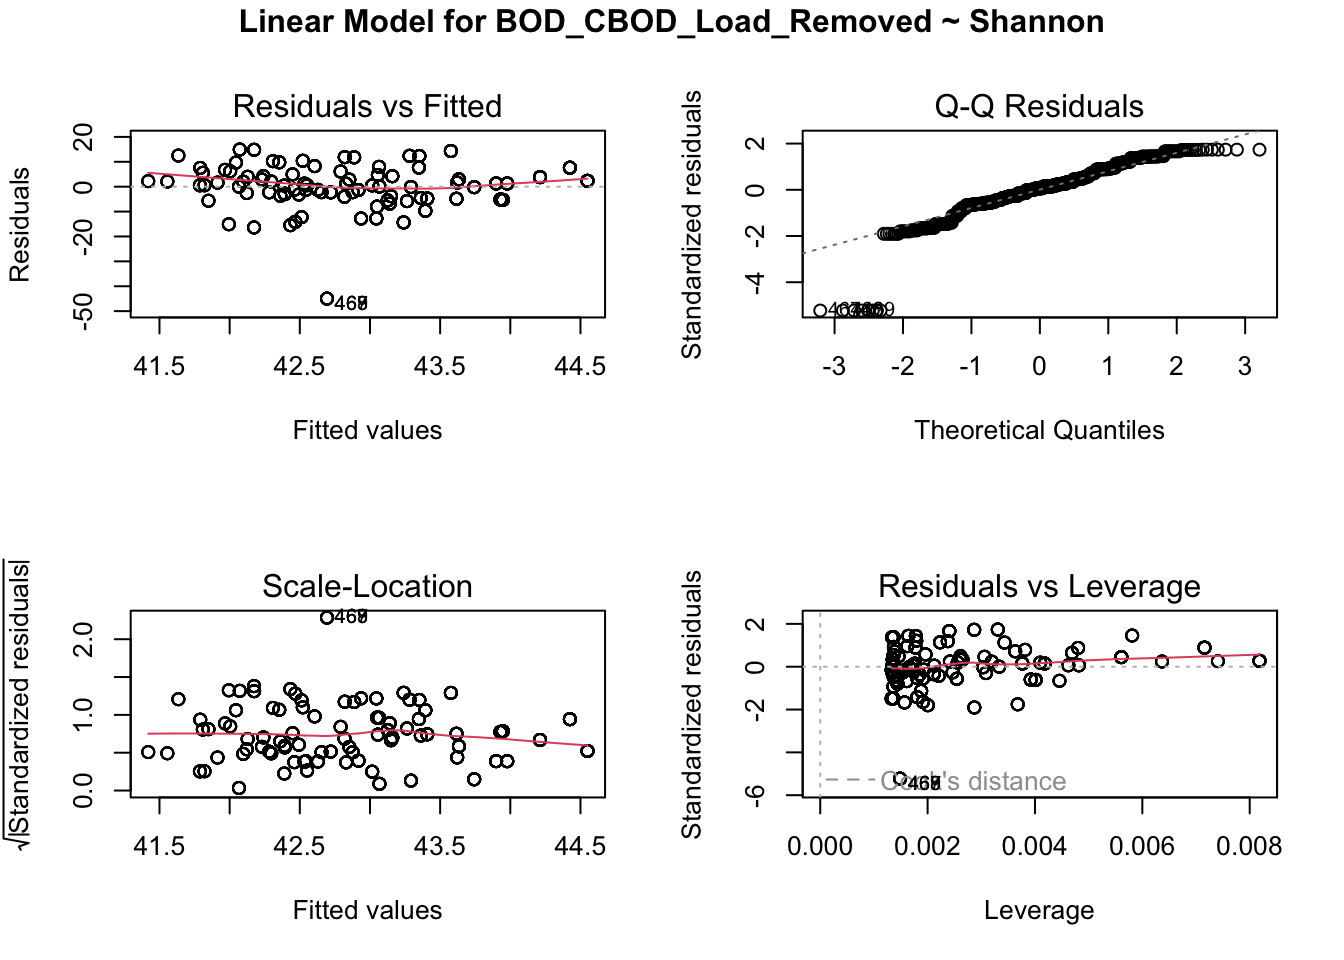 Linear Model for BOD_CBOD_Load_Removed ~ Shannon
Residuals vs Fitted
Residuals
20
0
-20
-50
41.5 42.5 43.5 44.5
Fitted values
Q-Q Residuals
Standardized residuals
2
0
-2
-4
-3 -2 -1 0 1 2 3
Theoretical Quantiles
Scale-Location
√|Standardized residuals|
2.0
1.0
0.0
41.5 42.5 43.5 44.5
Fitted values
Residuals vs Leverage
Standardized residuals
2
0
-2
-6
Cook's distance
0.000 0.002 0.004 0.006 0.008
Leverage